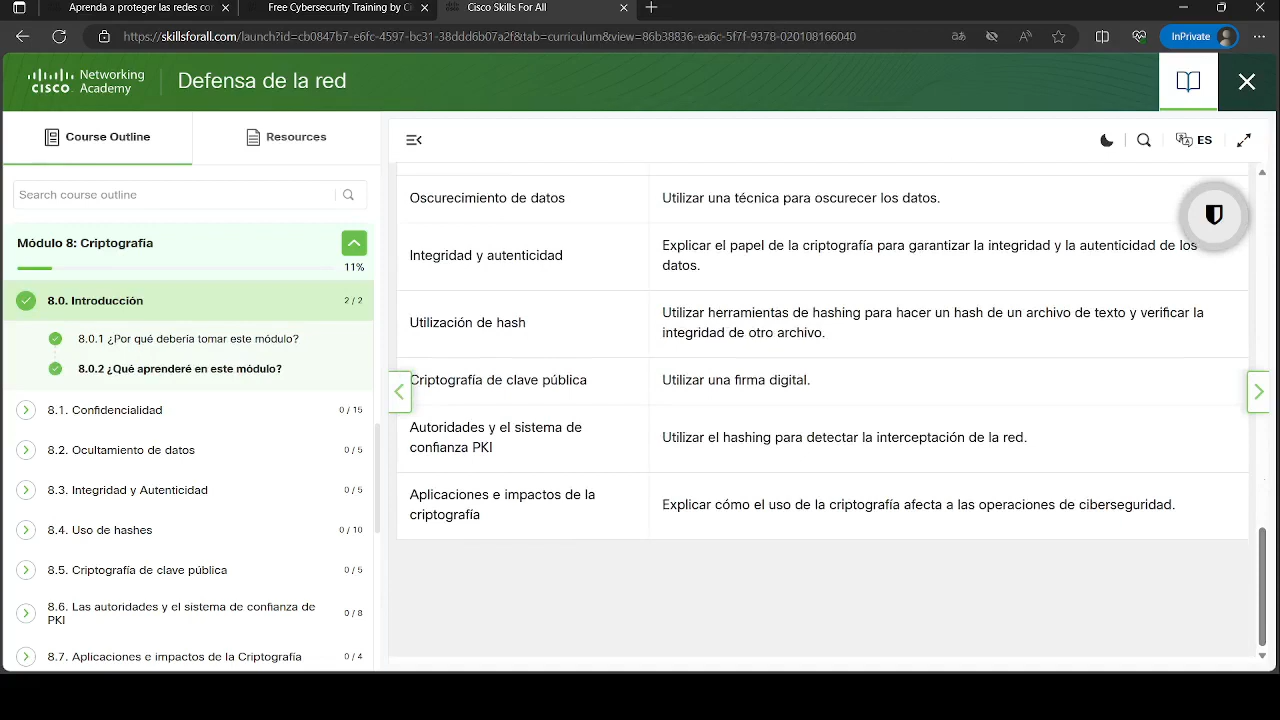 Aprenda a proteger las redes cor
Free Cybersecurity Training by Ci
Cisco Skills For All
https://skillsforall.com/launch?id=cb0847b7-e6fc-4597-bc31-38ddd6b07a2f&tab=curriculum&view=86b38836-ea6c-5f7f-9378-020108166040
InPrivate
Networking
CISCO Academy
Defensa de la red
Course Outline
Resources
ES
Search course outline
Módulo 8: Criptografia
11%
8.0. Introducción
2 / 2
8.0.1 ¿Por qué debería tomar este módulo?
8.0.2 ¿Qué aprenderé en este módulo?
8.1. Confidencialidad
0 / 15
8.2. Ocultamiento de datos
0 / 5
8.3. Integridad y Autenticidad
0 / 5
8.4. Uso de hashes
0 / 10
8.5. Criptografía de clave pública
0 / 5
8.6. Las autoridades y el sistema de confianza de
PKI
0 / 8
8.7. Aplicaciones e impactos de la Criptografía
0 / 4
Oscurecimiento de datos
Utilizar una técnica para oscurecer los datos.
Integridad y autenticidad
Explicar el papel de la criptografía para garantizar la integridad y la autenticidad de los
datos.
Utilización de hash
Utilizar herramientas de hashing para hacer un hash de un archivo de texto y verificar la
integridad de otro archivo.
Criptografía de clave pública
Utilizar una firma digital.
Autoridades y el sistema de
confianza PKI
Utilizar el hashing para detectar la interceptación de la red.
Aplicaciones e impactos de la
criptografía
Explicar cómo el uso de la criptografía afecta a las operaciones de ciberseguridad.